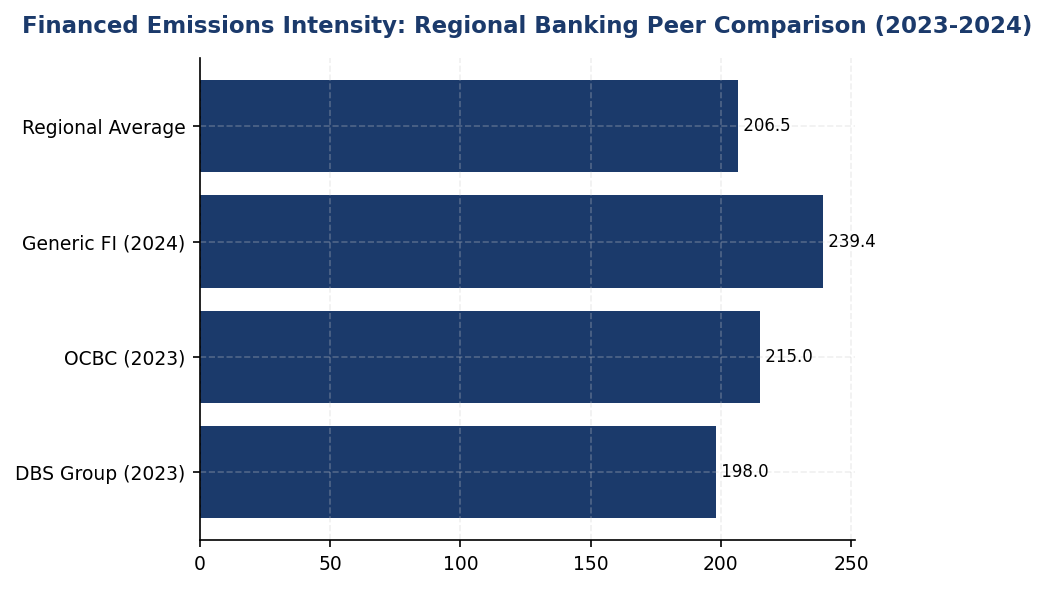 Financed Emissions Intensity: Regional Banking Peer Comparison (2023-2024)
Regional Average
206.5
Generic FI (2024)
239.4
OCBC (2023)
215.0
DBS Group (2023)
198.0
0 50 100 150 200 250